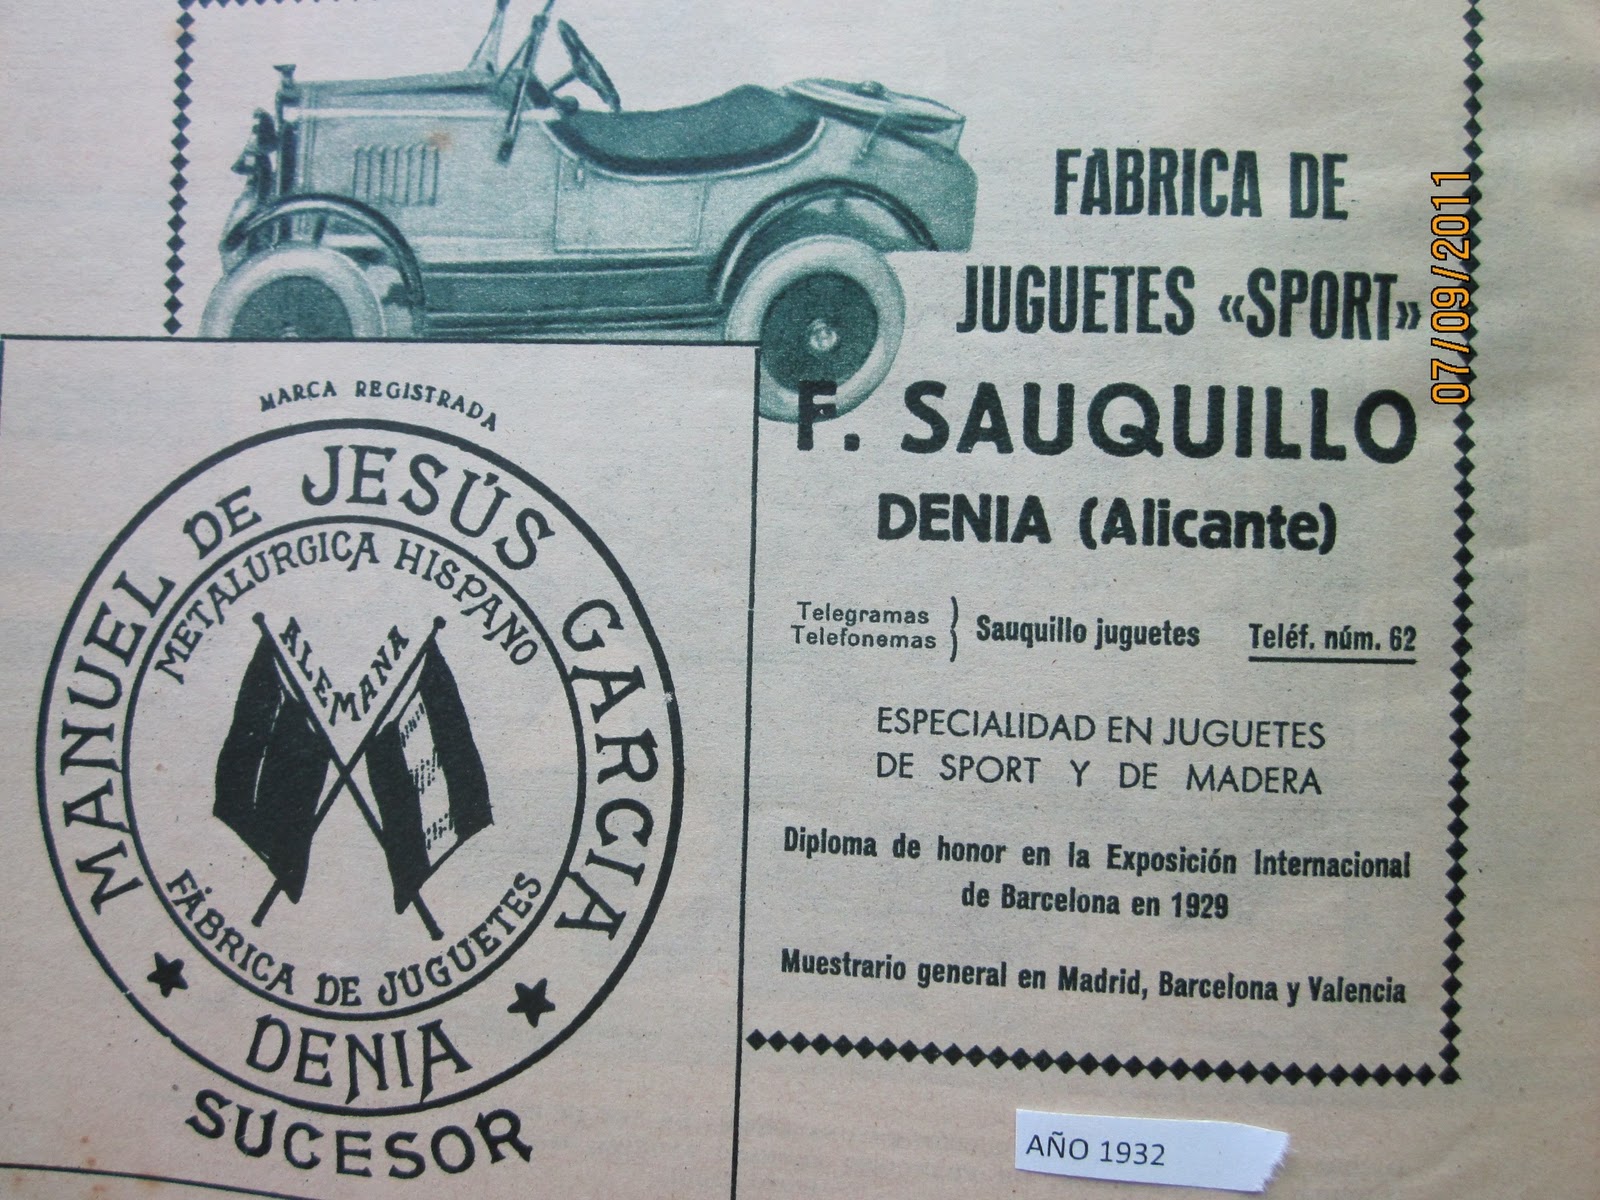 FABRICA DE
JUGUETES «SPORT»
F. SAUQUILLO
DENIA (Alicante)
Telegramas
Telefonemas } Sauquillo juguetes Teléf. núm. 62
ESPECIALIDAD EN JUGUETES
DE SPORT Y DE MADERA
Diploma de honor en la Exposición Internacional
de Barcelona en 1929
Muestrario general en Madrid, Barcelona y Valencia
MARCA REGISTRADA
MANUEL DE JESÚS GARCIA
METALURGICA HISPANO
ALEMANA
FÁBRICA DE JUGUETES
DENIA
SUCESOR
AÑO 1932
07/09/2011